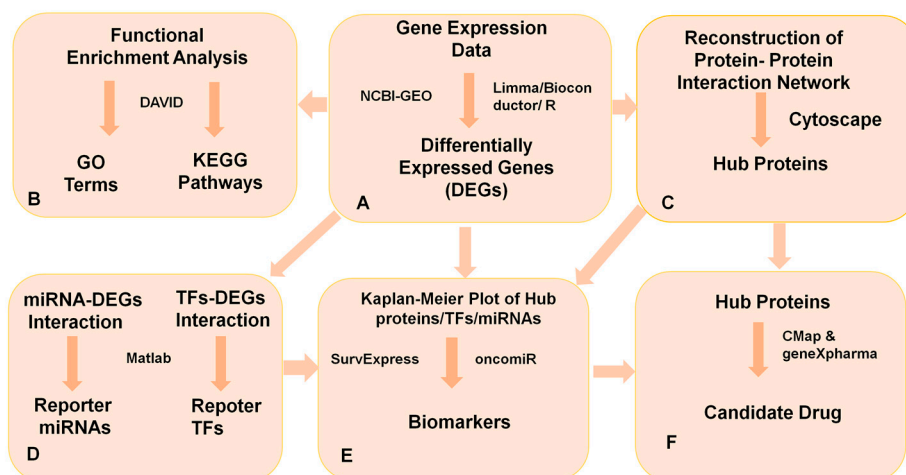 Functional
Enrichment Analysis
DAVID
GO
Terms
KEGG
Pathways
B
Gene Expression
Data
NCBI-GEO
Limma/Biocon
ductor/ R
Differentially
Expressed Genes
(DEGs)
A
Reconstruction of
Protein- Protein
Interaction Network
Cytoscape
Hub Proteins
C
miRNA-DEGs
Interaction
TFs-DEGs
Interaction
Matlab
Reporter
miRNAs
Repoter
TFs
D
Kaplan-Meier Plot of Hub
proteins/TFs/miRNAs
SurvExpress
oncomiR
Biomarkers
E
Hub Proteins
CMap &
geneXpharma
Candidate Drug
F